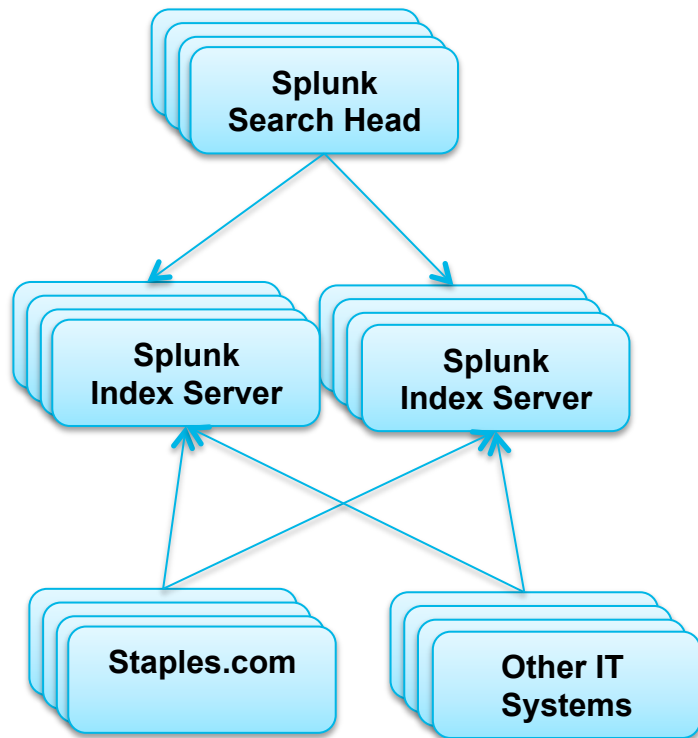 Splunk
Search Head
Splunk
Index Server
Splunk
Index Server
Staples.com
Other IT
Systems